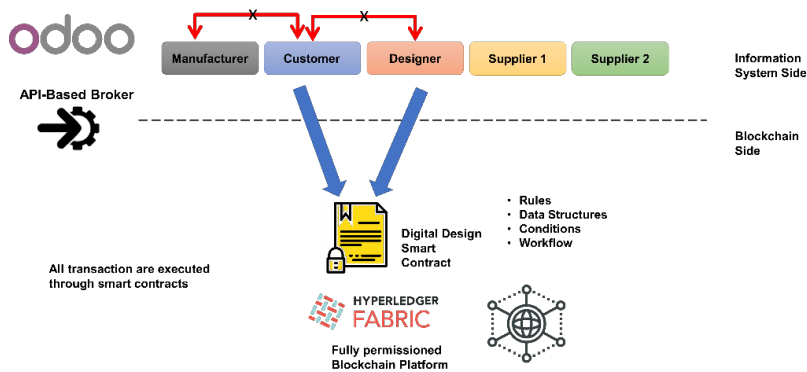 X
X
odoo
Manufacturer
Customer
Designer
Supplier 1
Supplier 2
Information
System Side
API-Based Broker
Blockchain
Side
Digital Design
Smart
Contract
• Rules
• Data Structures
• Conditions
• Workflow
All transaction are executed
through smart contracts
HYPERLEDGER
FABRIC
Fully permissioned
Blockchain Platform